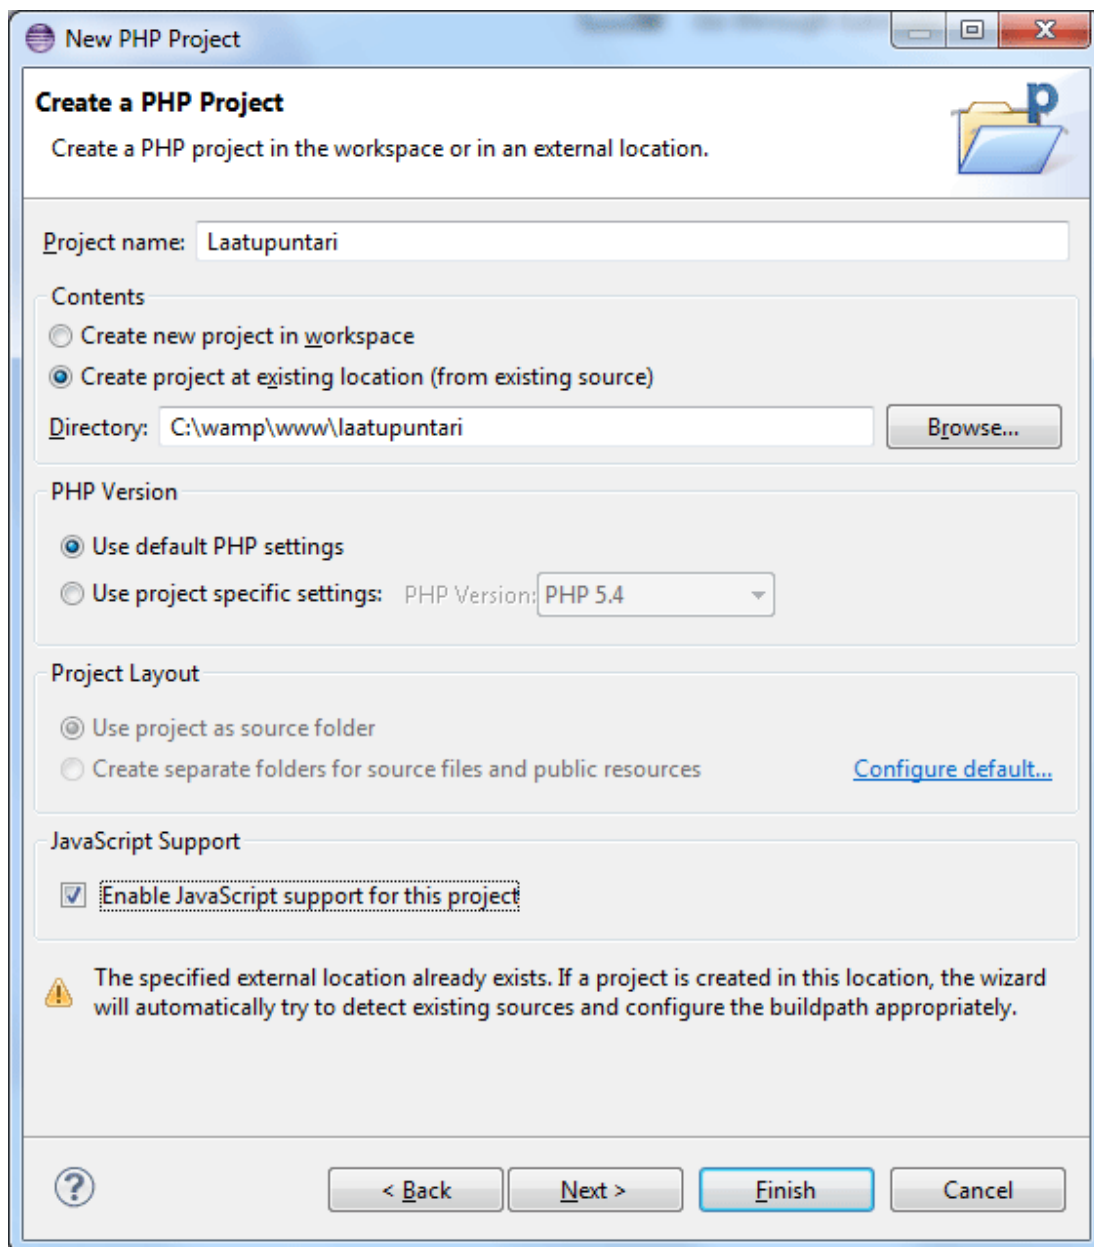 New PHP Project
Create a PHP Project
Create a PHP project in the workspace or in an external location.
Project name: Laatupuntari
Contents
Create new project in workspace
Create project at existing location (from existing source)
Directory: C:\wamp\www\laatupuntari Browse...
PHP Version
Use default PHP settings
Use project specific settings: PHP Version: PHP 5.4
Project Layout
Use project as source folder
Create separate folders for source files and public resources Configure default...
JavaScript Support
Enable JavaScript support for this project
The specified external location already exists. If a project is created in this location, the wizard
will automatically try to detect existing sources and configure the buildpath appropriately.
? < Back Next > Finish Cancel